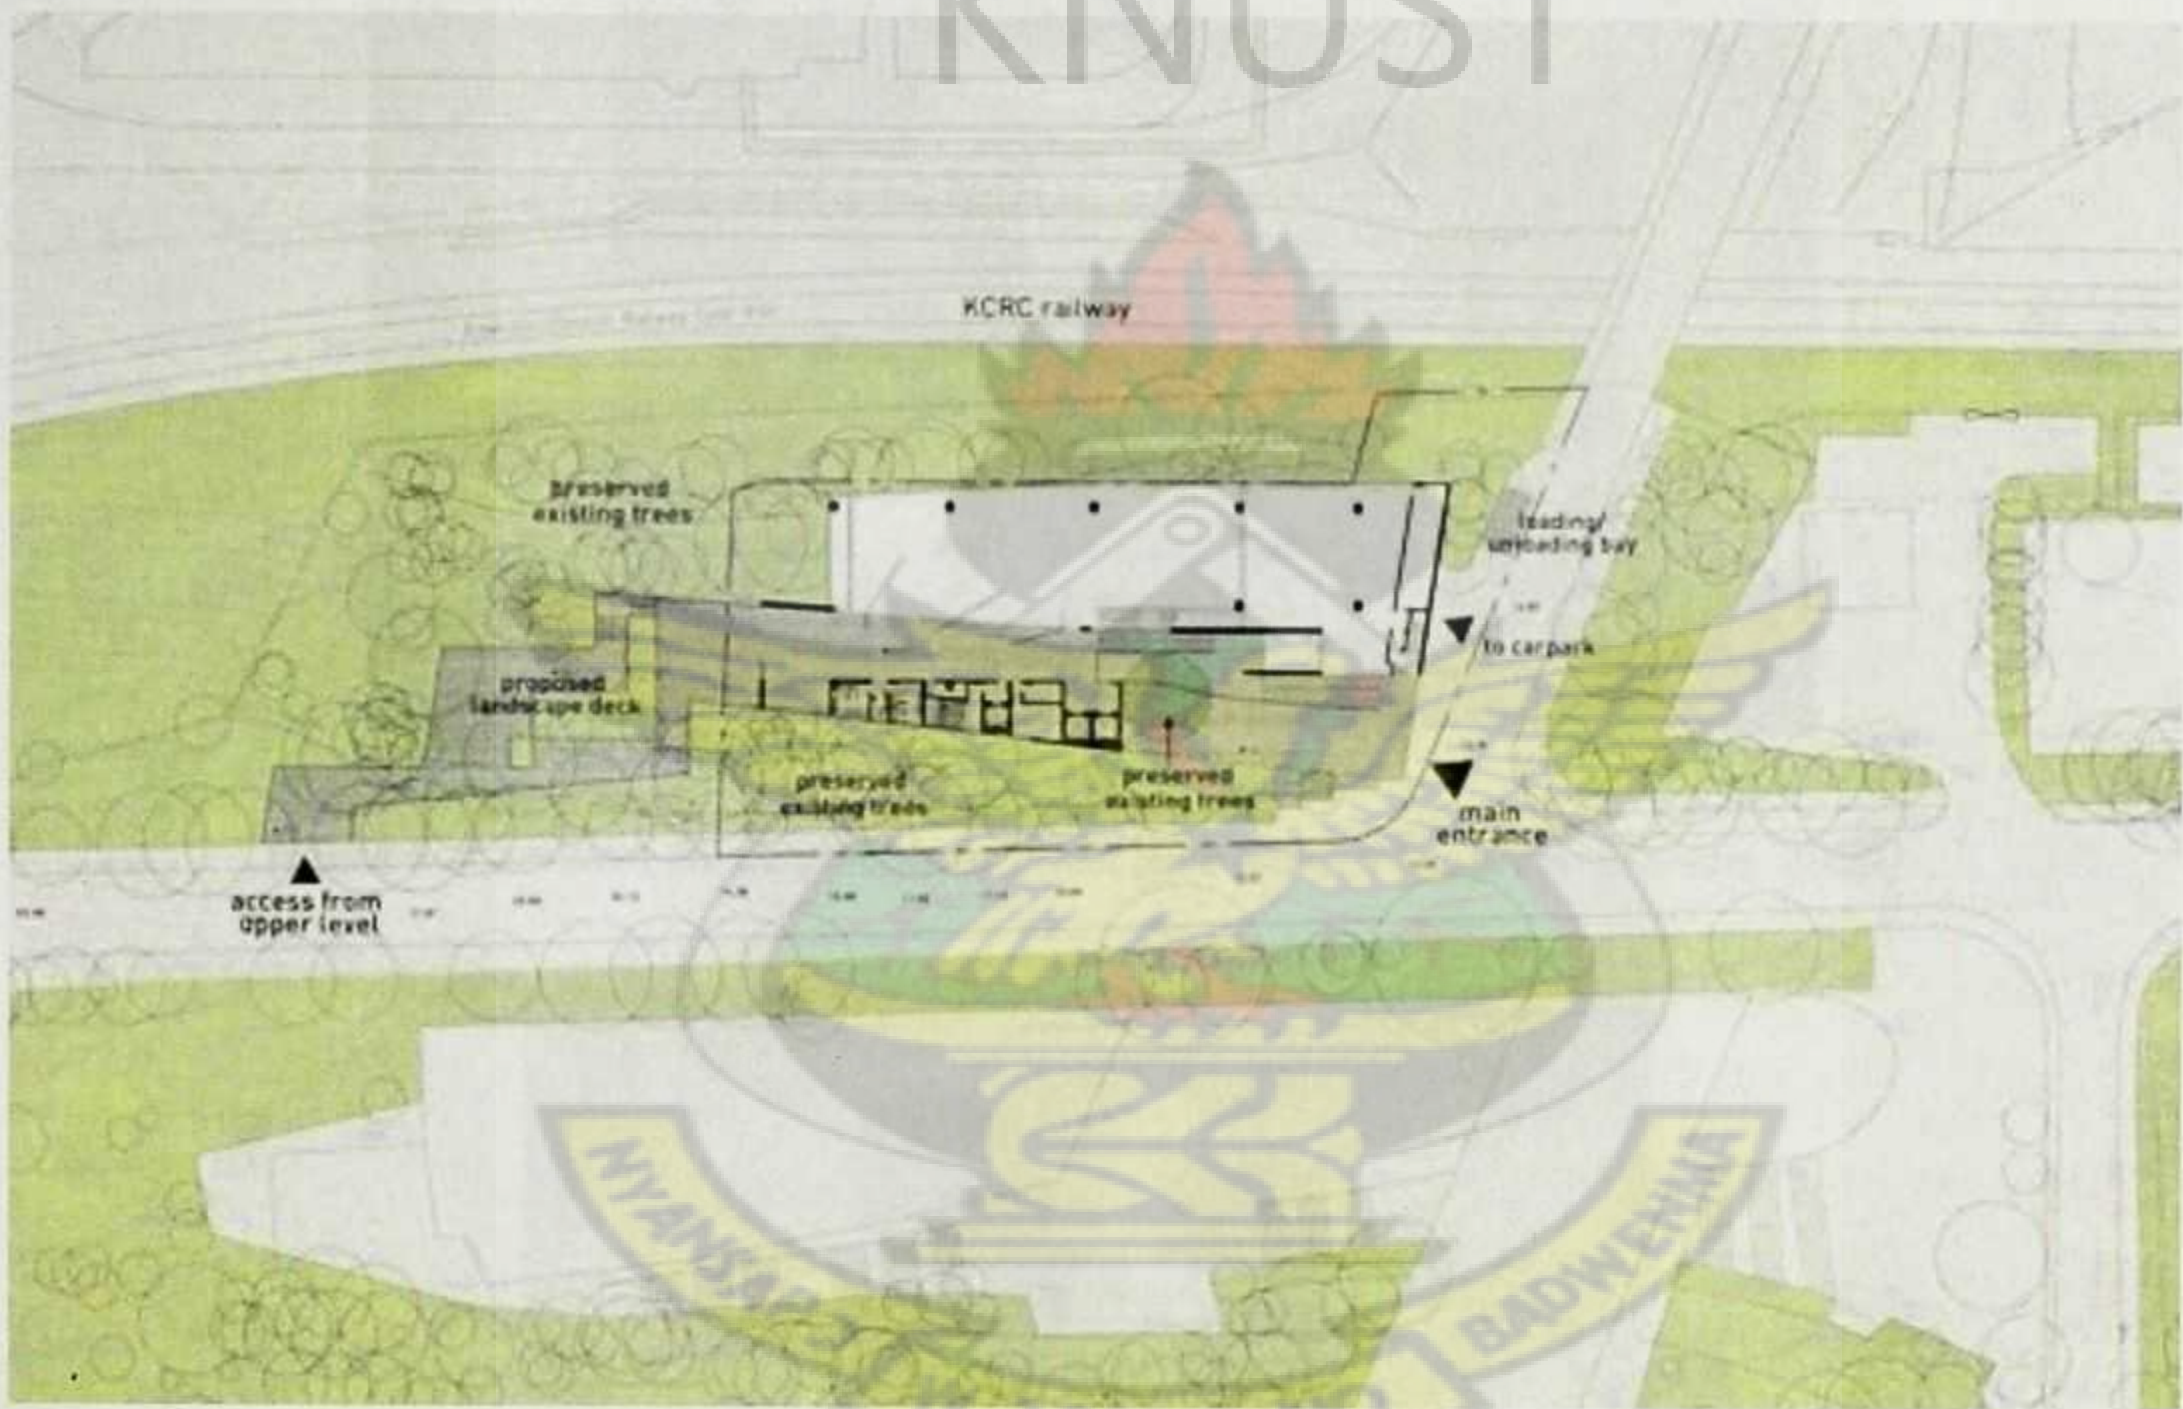 KNUST
KCRC railway
preserved
existing trees
loading/
unloading bay
to carpark
proposed
landscape deck
preserved
existing trees
preserved
existing trees
main
entrance
access from
upper level
NYANSAPO
BADWENMA